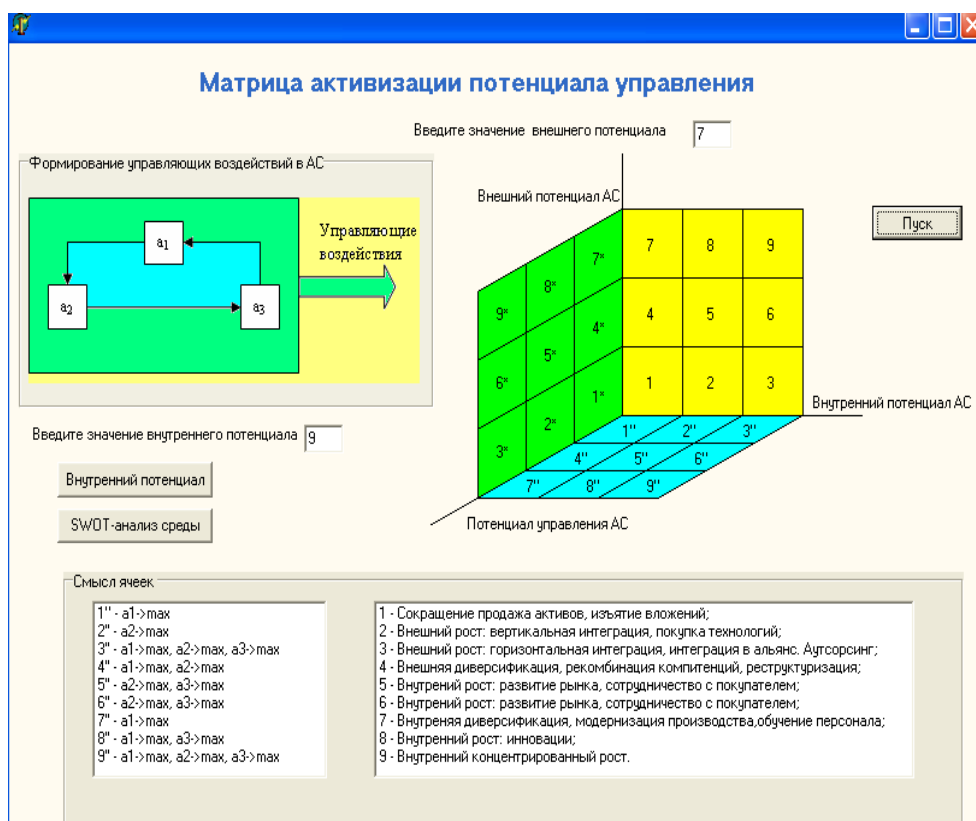 Матрица активизации потенциала управления
Введите значение внешнего потенциала 7
Формирование управляющих воздействий в АС
a1
a2
a3
Управляющие
воздействия
Внешний потенциал АС
Пуск
7 8 9
4 5 6
1 2 3
7*
8*
9*
4*
5*
6*
1*
2*
3*
1'' 2'' 3''
4'' 5'' 6''
7'' 8'' 9''
Внутренний потенциал АС
Потенциал управления АС
Введите значение внутреннего потенциала 9
Внутренний потенциал
SWOT-анализ среды
Смысл ячеек
1'' - a1->max
2'' - a2->max
3'' - a1->max, a2->max, a3->max
4'' - a1->max, a2->max
5'' - a2->max, a3->max
6'' - a2->max, a3->max
7'' - a1->max
8'' - a1->max, a3->max
9'' - a1->max, a2->max, a3->max
1 - Сокращение продажа активов, изъятие вложений;
2 - Внешний рост: вертикальная интеграция, покупка технологий;
3 - Внешний рост: горизонтальная интеграция, интеграция в альянс. Аутсорсинг;
4 - Внешняя диверсификация, рекомбинация компитенций, реструктуризация;
5 - Внутрений рост: развитие рынка, сотрудничество с покупателем;
6 - Внутрений рост: развитие рынка, сотрудничество с покупателем;
7 - Внутреняя диверсификация, модернизация производства,обучение персонала;
8 - Внутренний рост: инновации;
9 - Внутренний концентрированный рост.